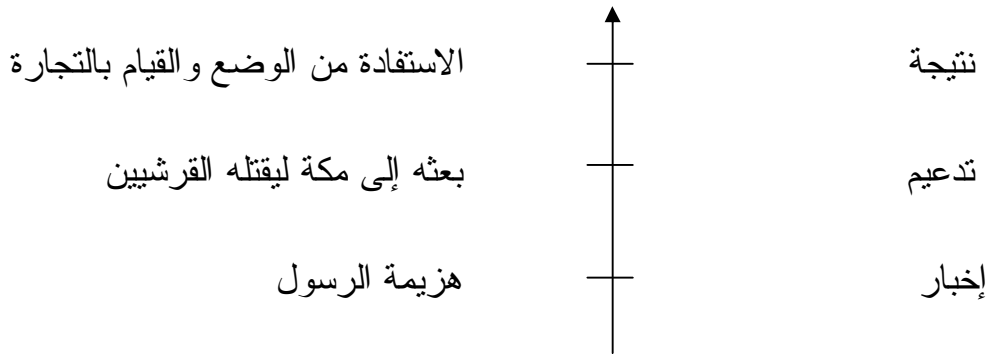 نتيجة الاستفادة من الوضع والقيام بالتجارة
تدعيم بعثه إلى مكة ليقتله القرشيين
إخبار هزيمة الرسول